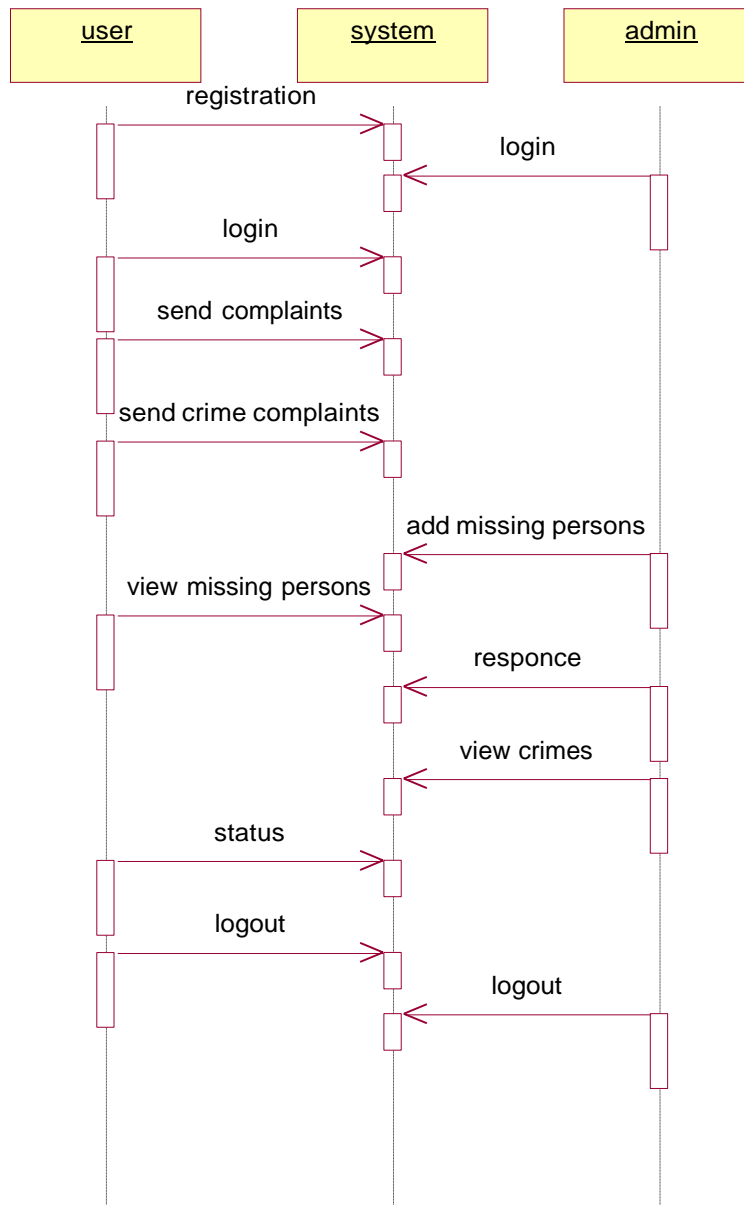 user
system
admin
registration
login
login
send complaints
send crime complaints
add missing persons
view missing persons
responce
view crimes
status
logout
logout